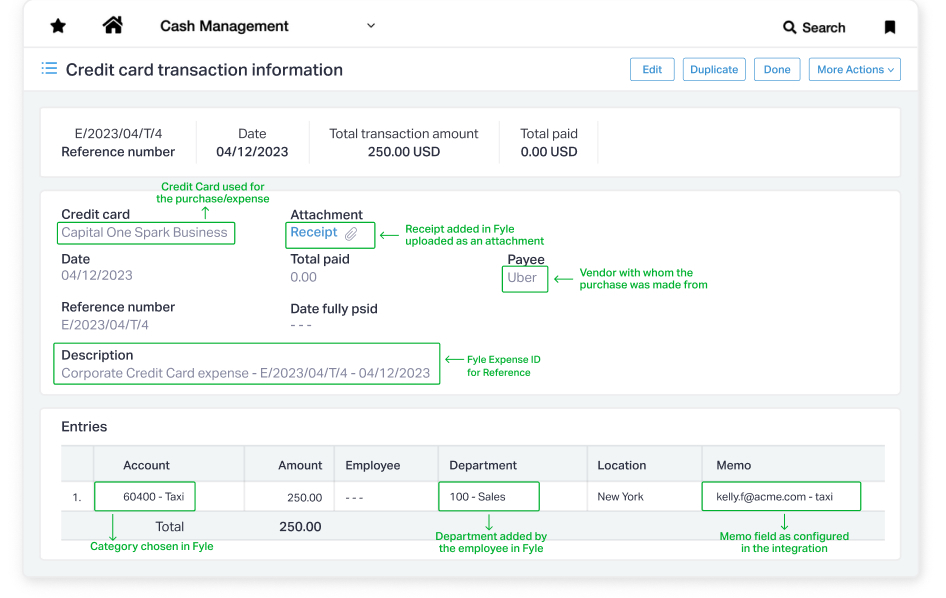 Cash Management
Search
Credit card transaction information
Edit
Duplicate
Done
More Actions
E/2023/04/T/4
Reference number
Date
04/12/2023
Total transaction amount
250.00 USD
Total paid
0.00 USD
Credit Card used for
the purchase/expense
Credit card
Capital One Spark Business
Attachment
Receipt
Receipt added in Fyle
uploaded as an attachment
Date
04/12/2023
Total paid
0.00
Payee
Uber
Vendor with whom the
purchase was made from
Reference number
E/2023/04/T/4
Date fully psid
---
Description
Corporate Credit Card expense - E/2023/04/T/4 - 04/12/2023
Fyle Expense ID
for Reference
Entries
Account Amount Employee Department Location Memo
1. 60400 - Taxi 250.00 --- 100 - Sales New York kelly.f@acme.com - taxi
Total 250.00
Category chosen in Fyle
Department added by
the employee in Fyle
Memo field as configured
in the integration